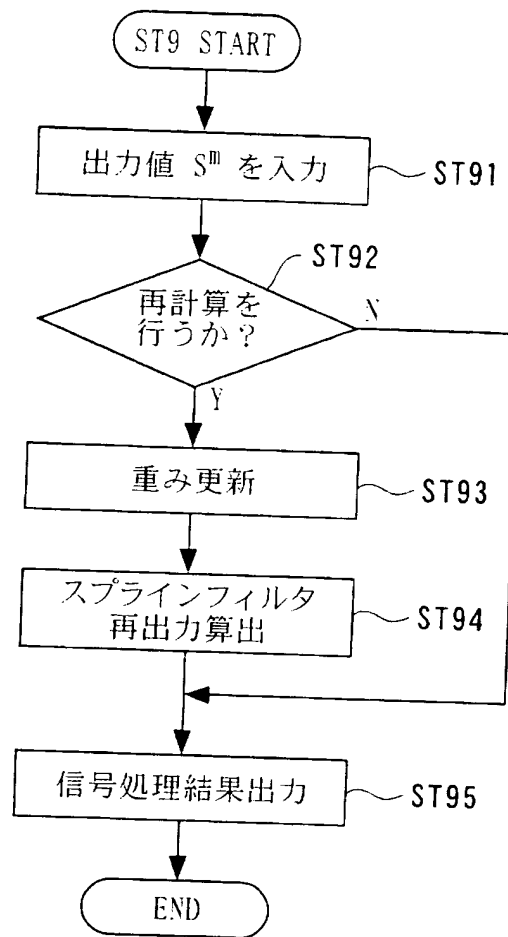 ST9 START
出力値 Sᵐ を入力
ST91
ST92
再計算を
行うか？
N
Y
重み更新
ST93
スプラインフィルタ
再出力算出
ST94
信号処理結果出力
ST95
END